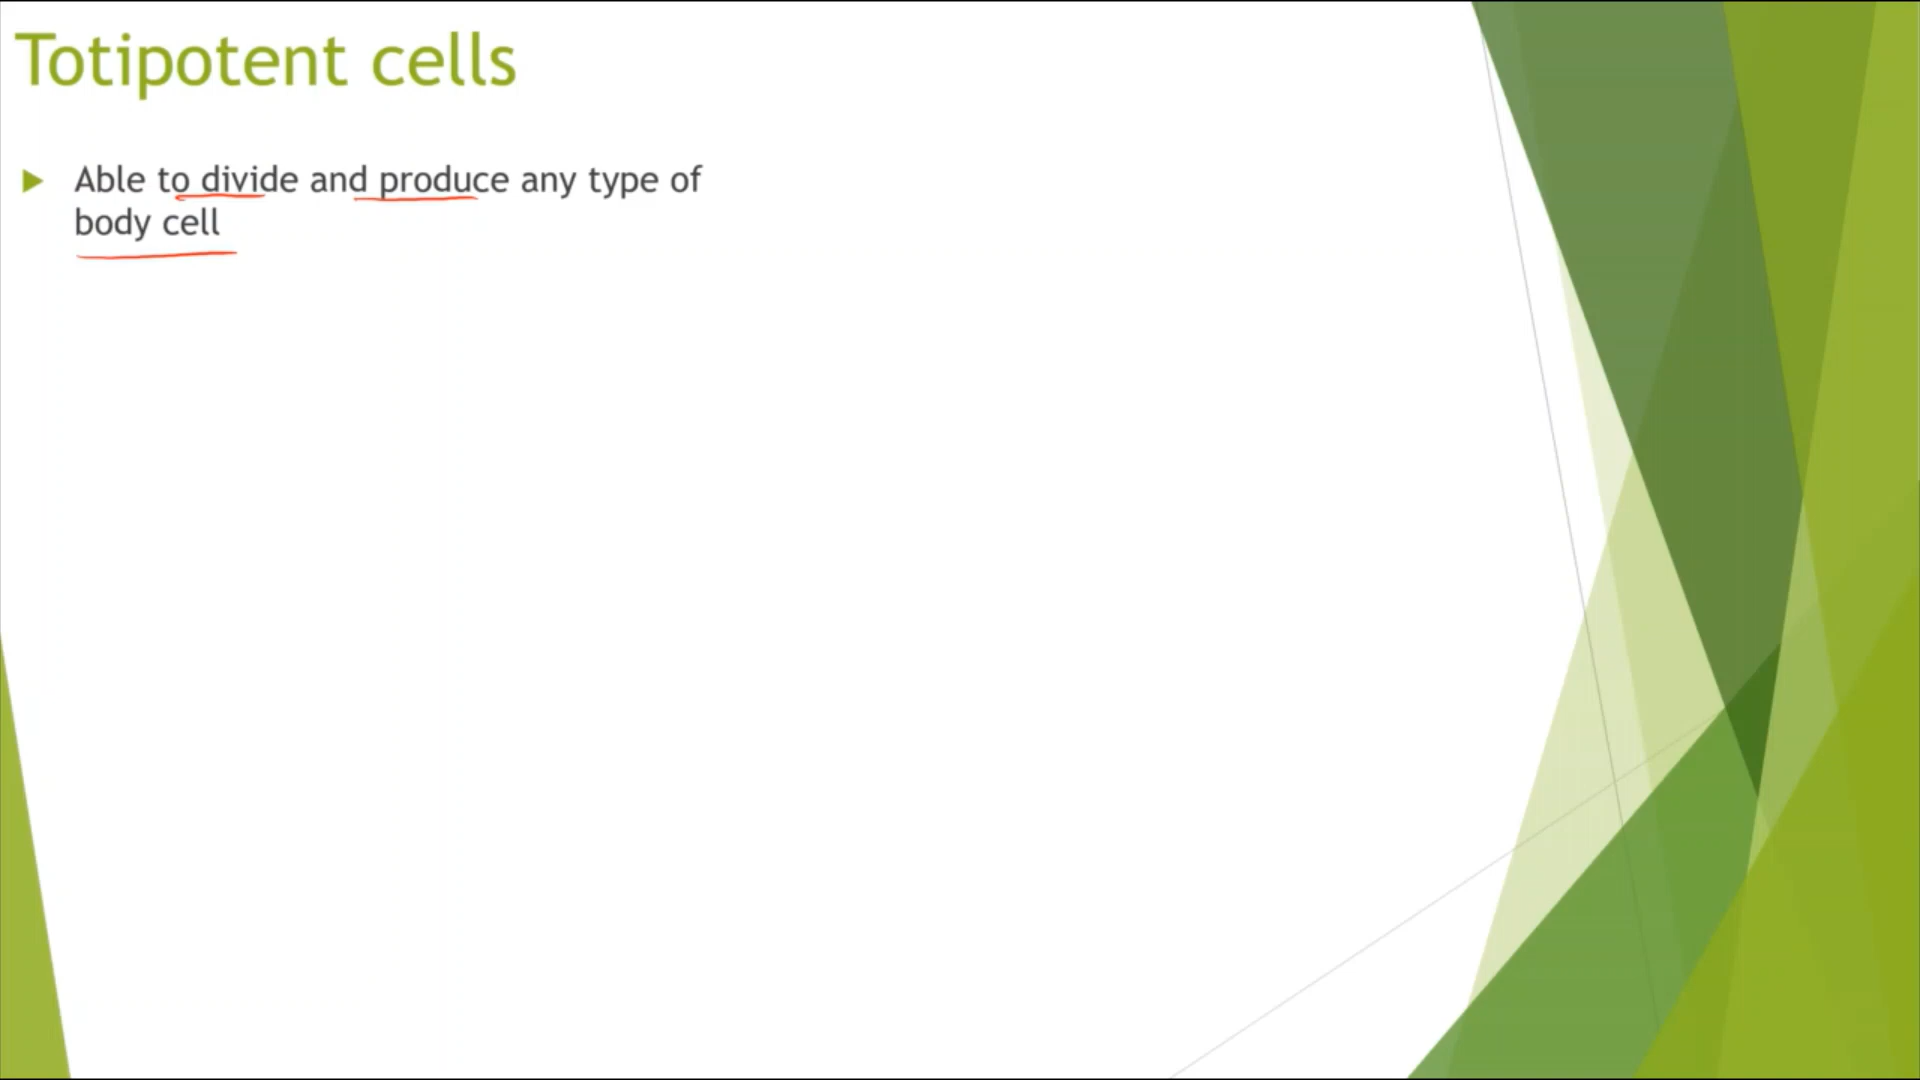 Totipotent cells
Able to divide and produce any type of
body cell